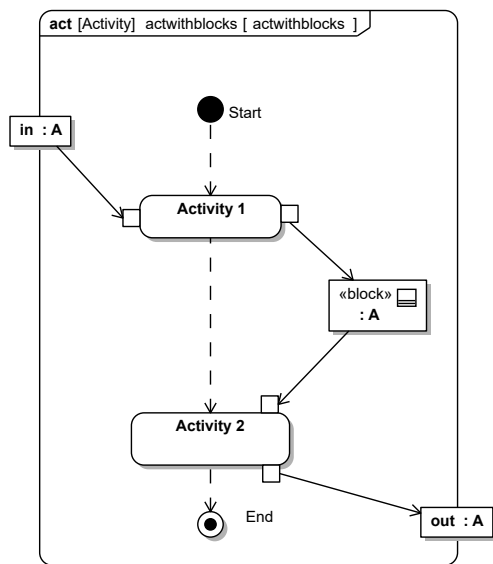 act [Activity] actwithblocks [ actwithblocks ]
Start
in : A
Activity 1
«block»
: A
Activity 2
End
out : A